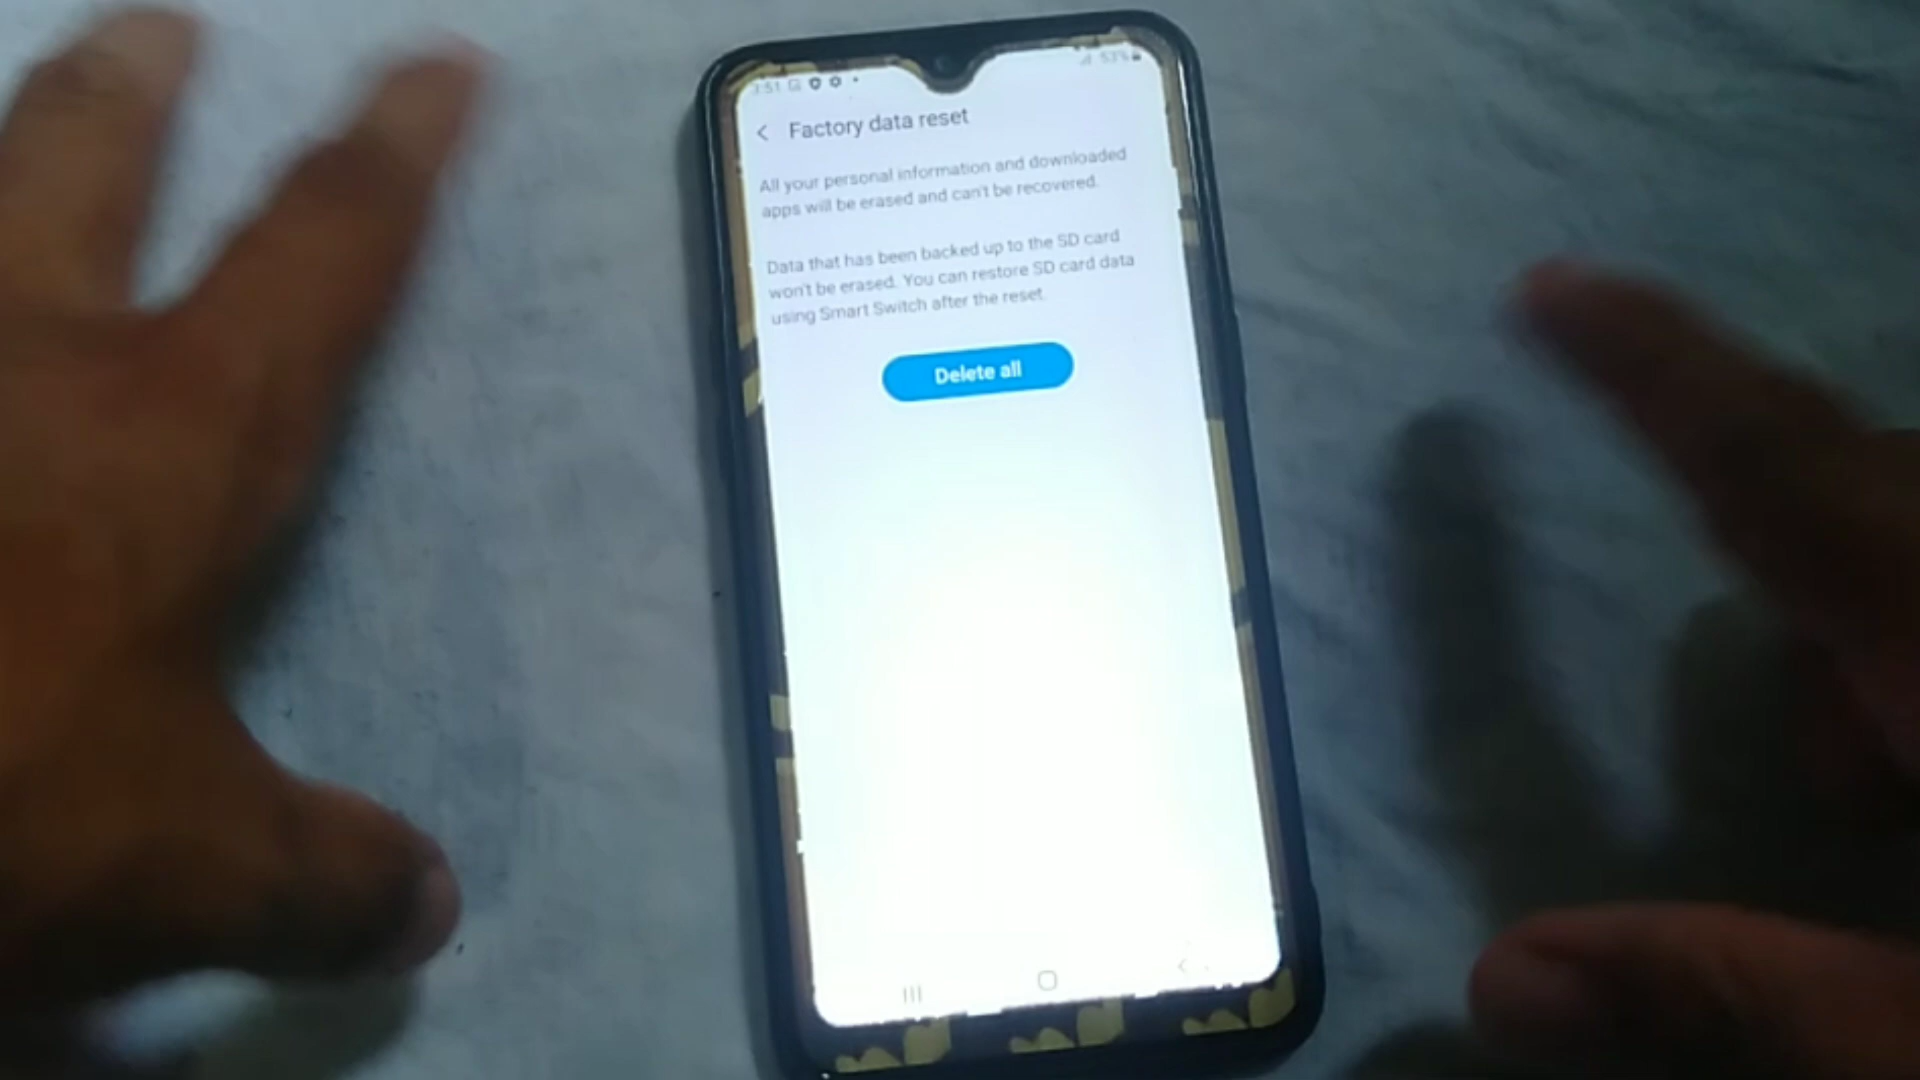 :51 53%
Factory data reset
All your personal information and downloaded
apps will be erased and can't be recovered.
Data that has been backed up to the SD card
won't be erased. You can restore SD card data
using Smart Switch after the reset.
Delete all